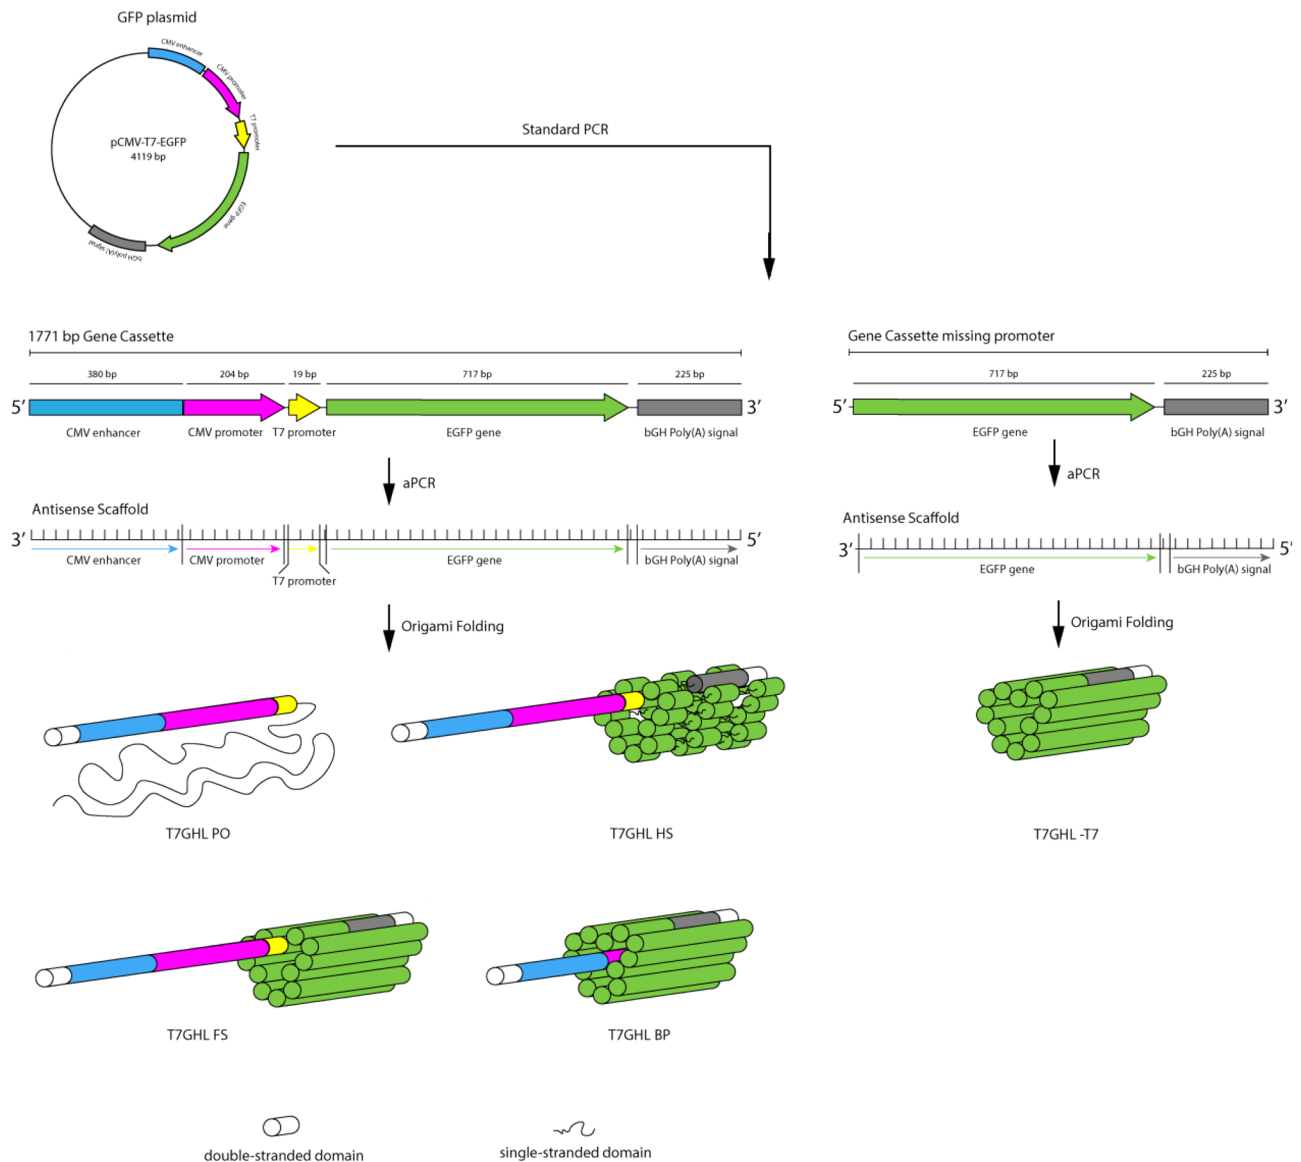 GFP plasmid
CMV enhancer
CMV promoter
T7 promoter
pCMV-T7-EGFP
4119 bp
EGFP gene
bGH poly(A) signal
Standard PCR
1771 bp Gene Cassette
380 bp 204 bp 19 bp 717 bp 225 bp
5′ 3′
CMV enhancer CMV promoter T7 promoter EGFP gene bGH Poly(A) signal
Gene Cassette missing promoter
717 bp 225 bp
5′ 3′
EGFP gene bGH Poly(A) signal
aPCR
aPCR
Antisense Scaffold
3′ 5′
CMV enhancer CMV promoter EGFP gene bGH Poly(A) signal
T7 promoter
Antisense Scaffold
3′ 5′
EGFP gene bGH Poly(A) signal
Origami Folding
Origami Folding
T7GHL PO
T7GHL HS
T7GHL -T7
T7GHL FS
T7GHL BP
double-stranded domain
single-stranded domain